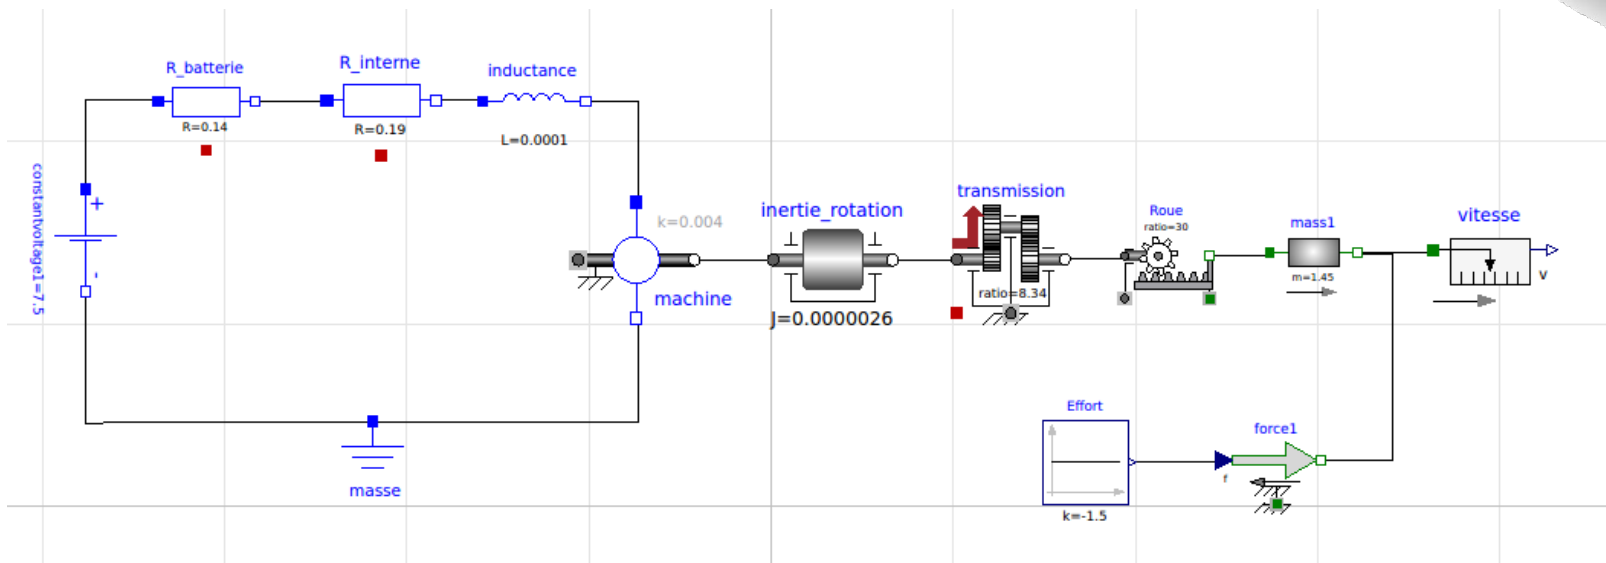 R_batterie
R=0.14
R_interne
R=0.19
inductance
L=0.0001
constantvoltage1=7.5
+
-
k=0.004
machine
masse
inertie_rotation
J=0.0000026
transmission
ratio=8.34
Roue
ratio=30
mass1
m=1.45
vitesse
v
Effort
k=-1.5
force1
f